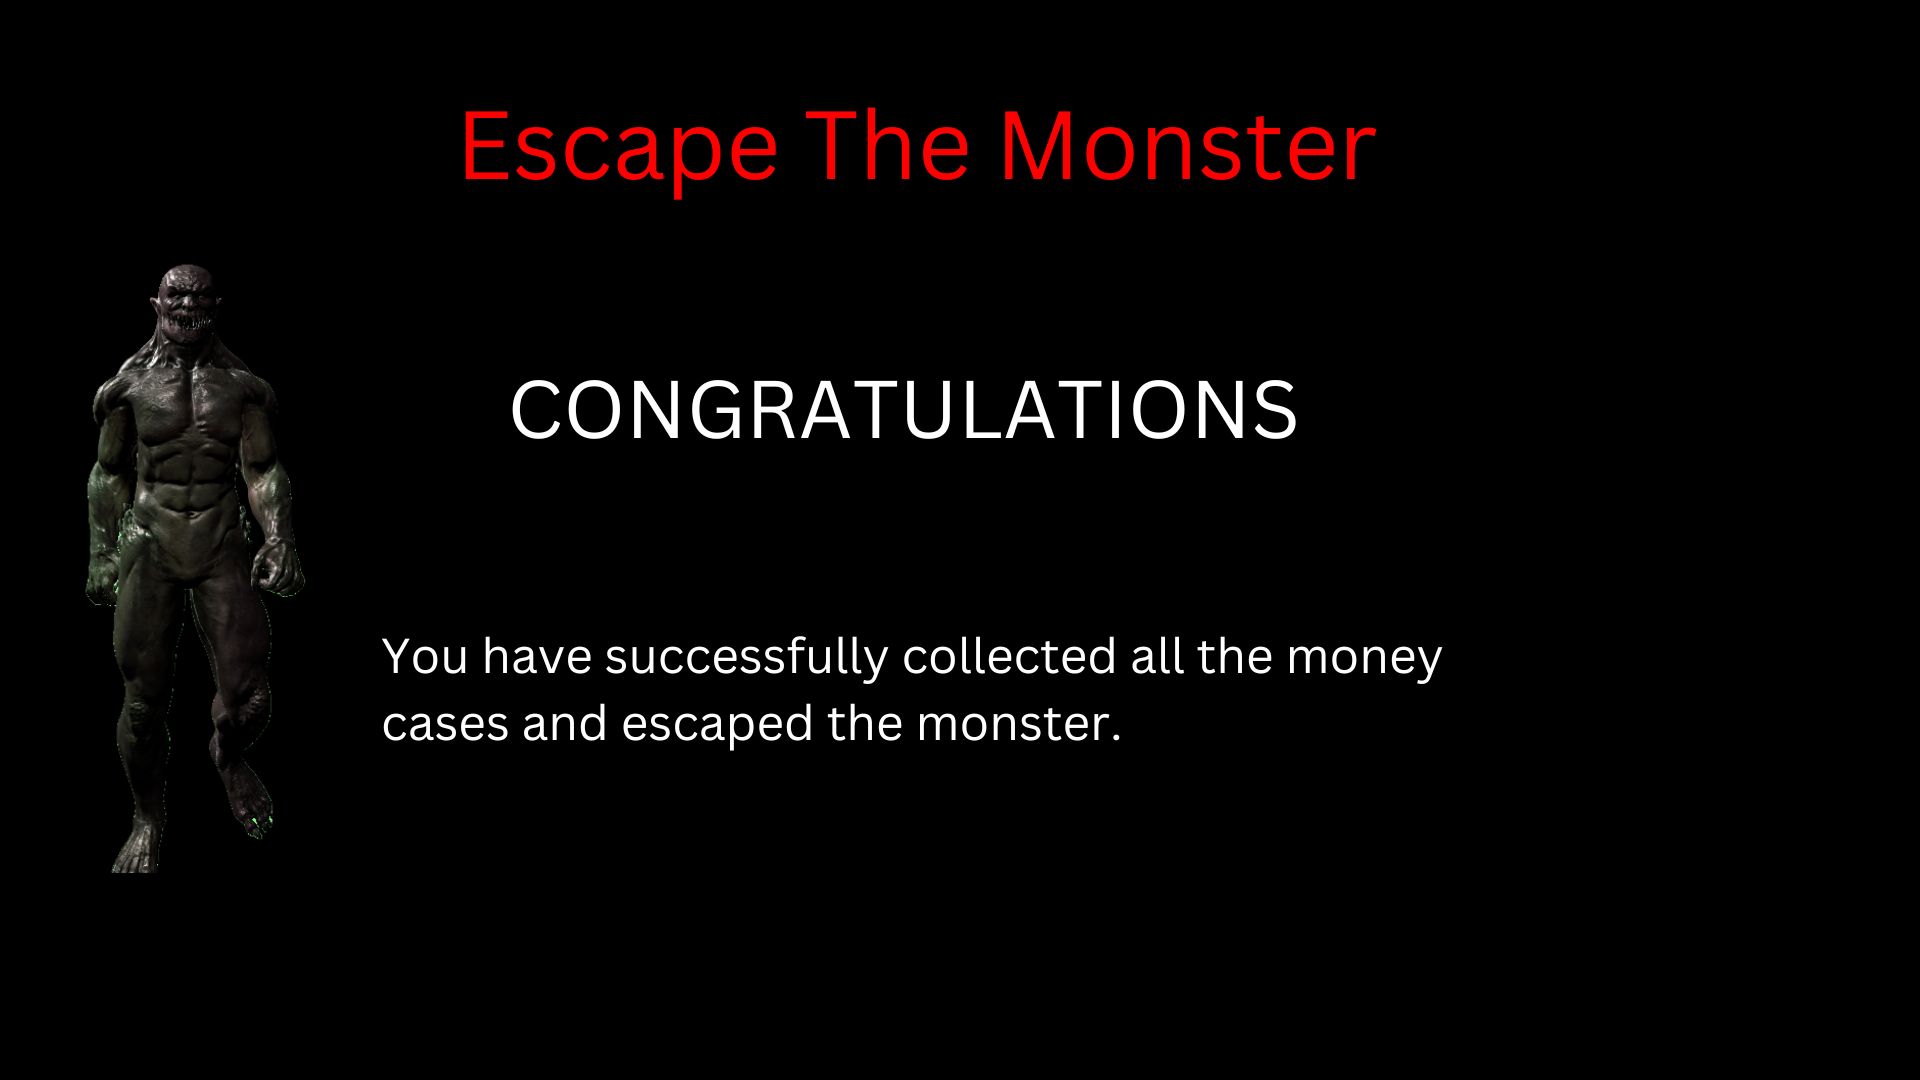 Escape The Monster
CONGRATULATIONS
You have successfully collected all the money
cases and escaped the monster.